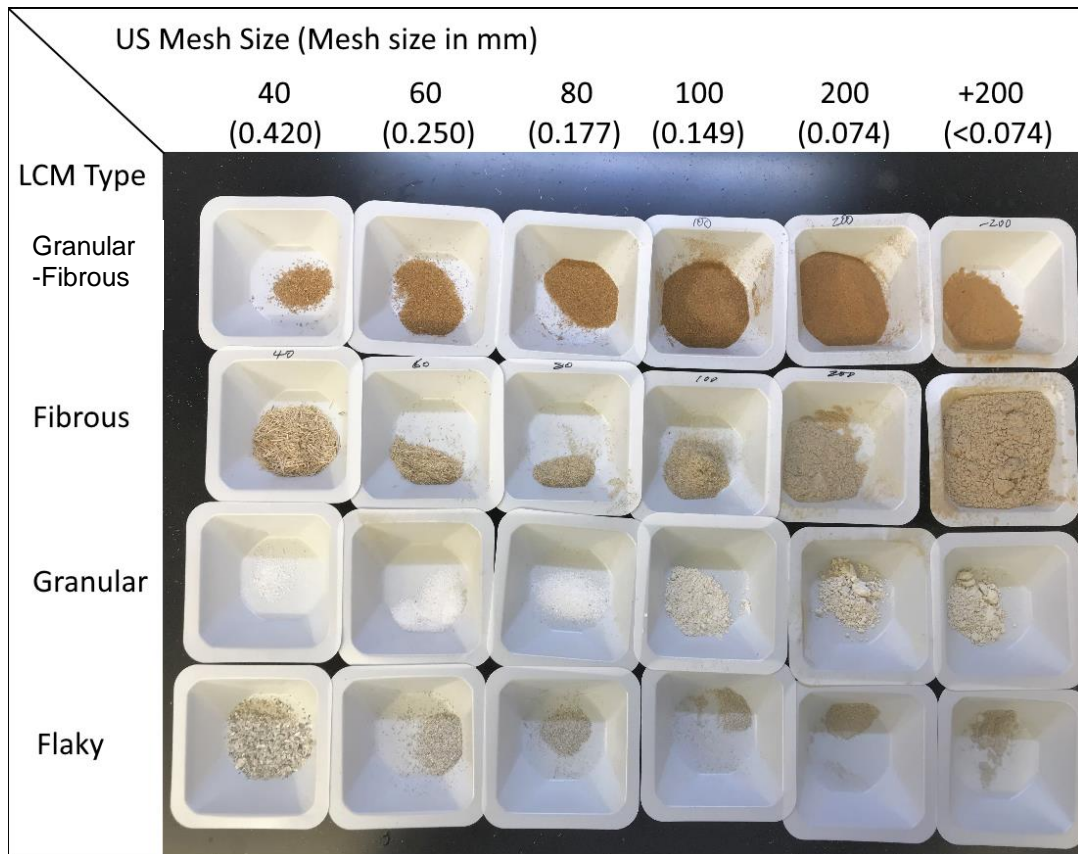 US Mesh Size (Mesh size in mm)
40 60 80 100 200 +200
(0.420) (0.250) (0.177) (0.149) (0.074) (<0.074)
LCM Type
Granular
-Fibrous
100 200 -200
Fibrous
40 60 80 100 200
Granular
Flaky